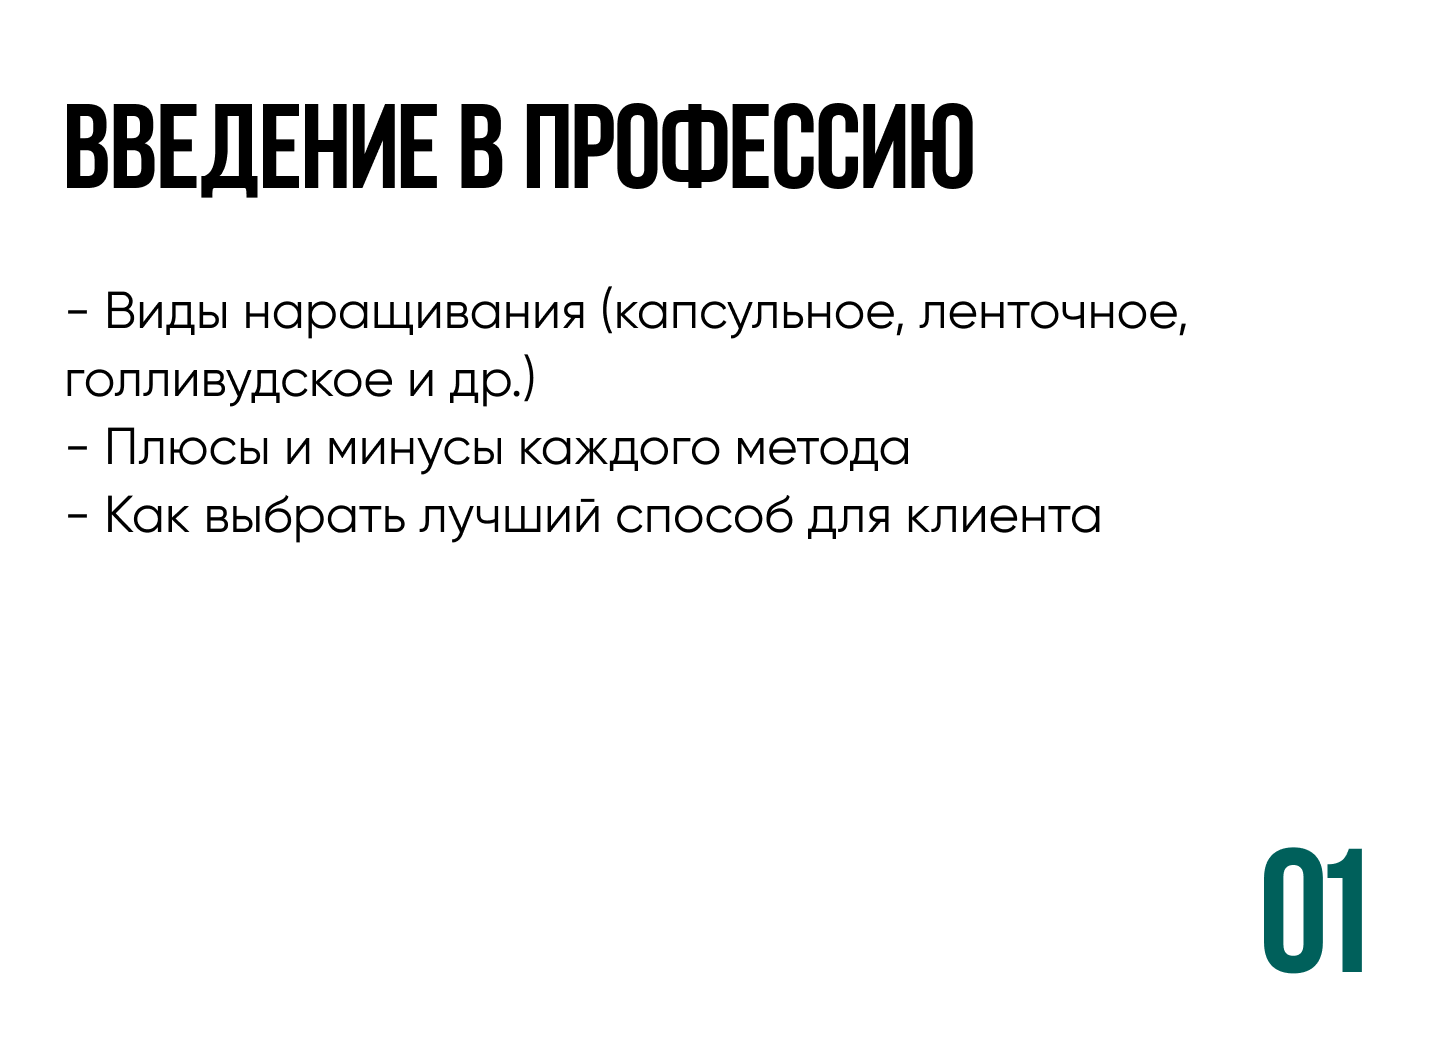 ВВЕДЕНИЕ В ПРОФЕССИЮ
- Виды наращивания (капсульное, ленточное,
голливудское и др.)
- Плюсы и минусы каждого метода
- Как выбрать лучший способ для клиента
01